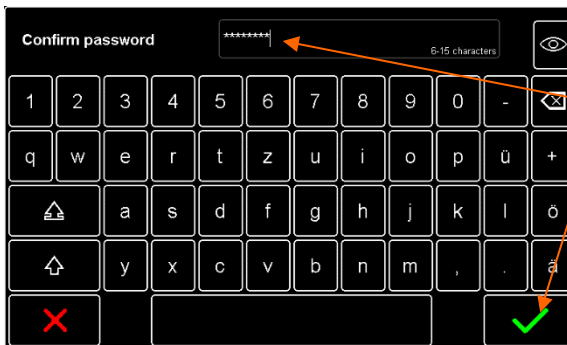 Confirm password ********
6-15 characters
1 2 3 4 5 6 7 8 9 0 -
q w e r t z u i o p ü +
a s d f g h j k l ö
y x c v b n m , . ä